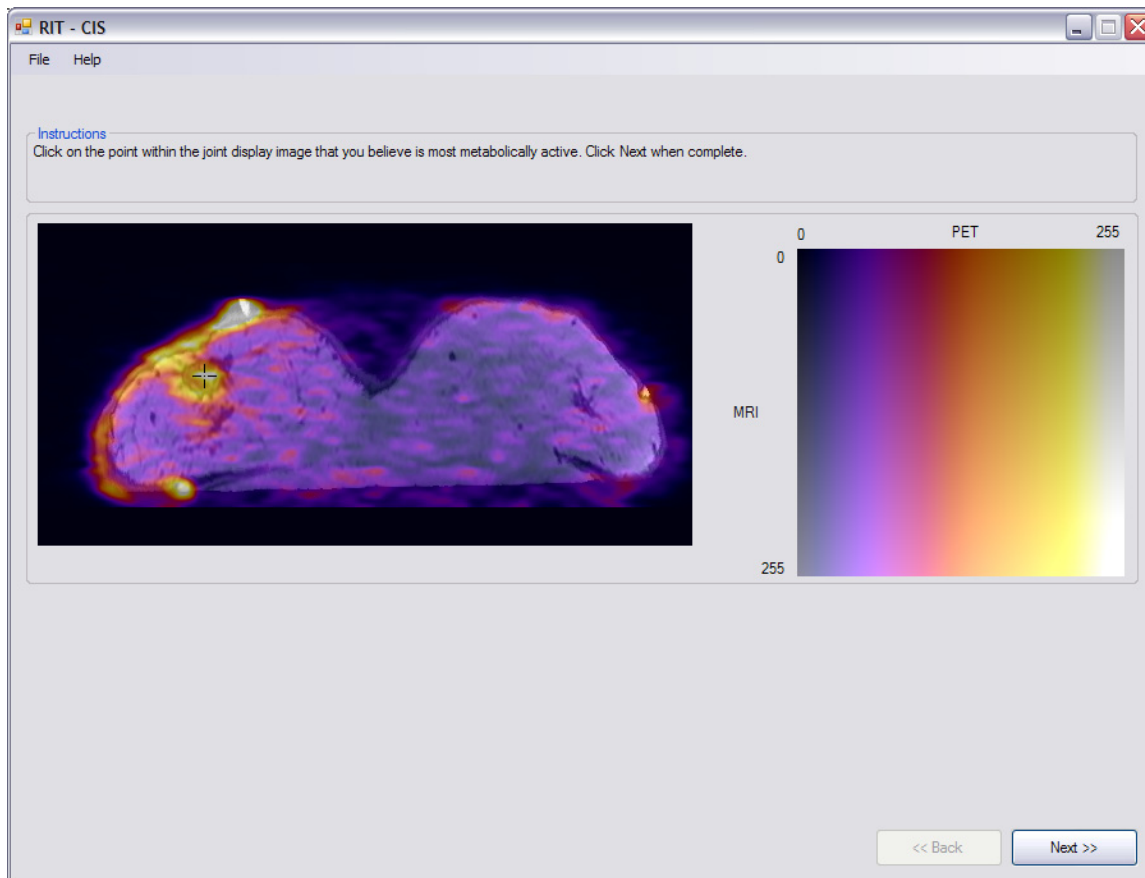 RIT - CIS
File Help
Instructions
Click on the point within the joint display image that you believe is most metabolically active. Click Next when complete.
0 PET 255
0
MRI
255
<< Back Next >>